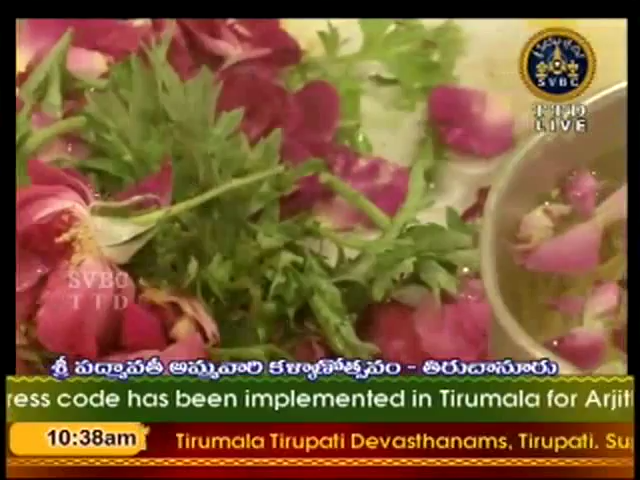 SVBC
TTD
LIVE
SVBC
TTD
శ్రీ పద్మావతీ అమ్మవారి కళ్యాణోత్సవం - తిరుచానూరు
ress code has been implemented in Tirumala for Arjit
10:38am
Tirumala Tirupati Devasthanams, Tirupati. Su